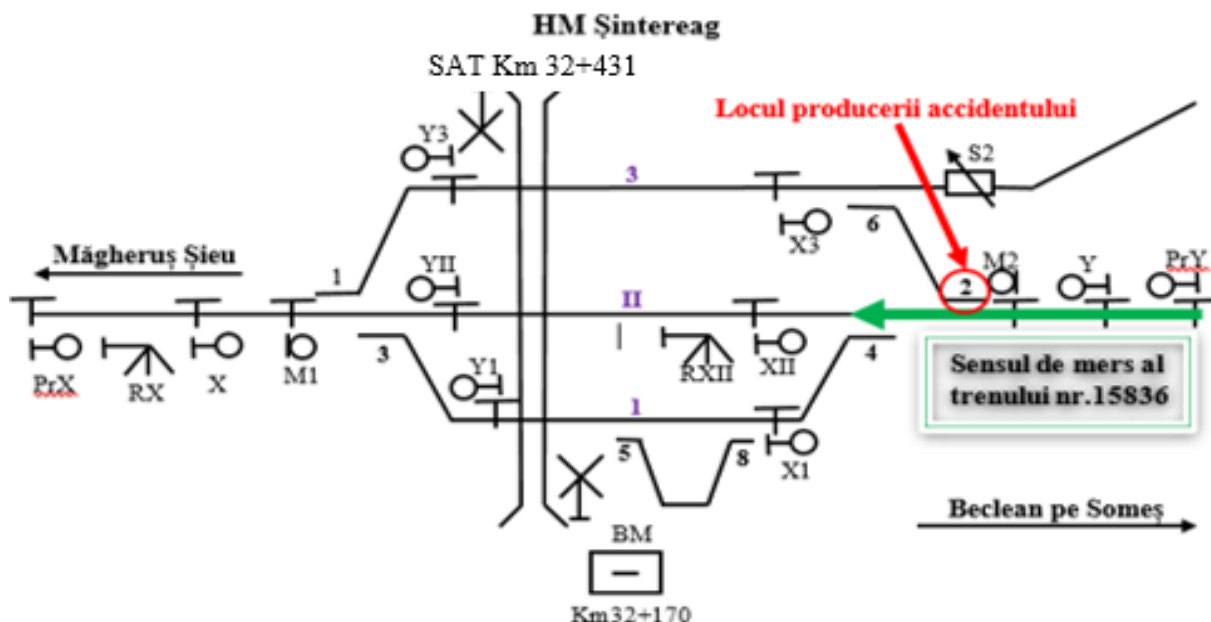 HM Șintereag
SAT Km 32+431
Locul producerii accidentului
Y3
S2
3
X3
6
Măgheruș Șieu
1
YII
M2
Y
PrY
2
II
PrX
RX
X
M1
3
RXII
XII
4
Y1
Sensul de mers al
trenului nr.15836
1
5
8
X1
Beclean pe Someș
BM
Km32+170